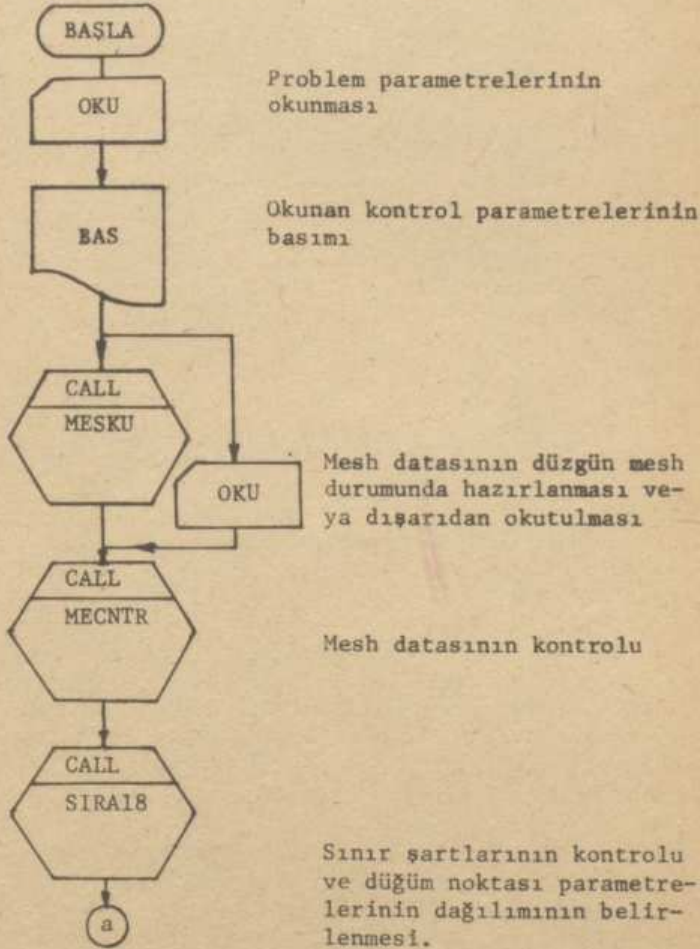 BAŞLA
OKU
Problem parametrelerinin
okunması
BAS
Okunan kontrol parametrelerinin
basımı
CALL
MESKU
OKU
Mesh datasının düzgün mesh
durumunda hazırlanması ve-
ya dışarıdan okutulması
CALL
MECNTR
Mesh datasının kontrolu
CALL
SIRA18
Sınır şartlarının kontrolu
ve düğüm noktası parametre-
lerinin dağılımının belir-
lenmesi.
a